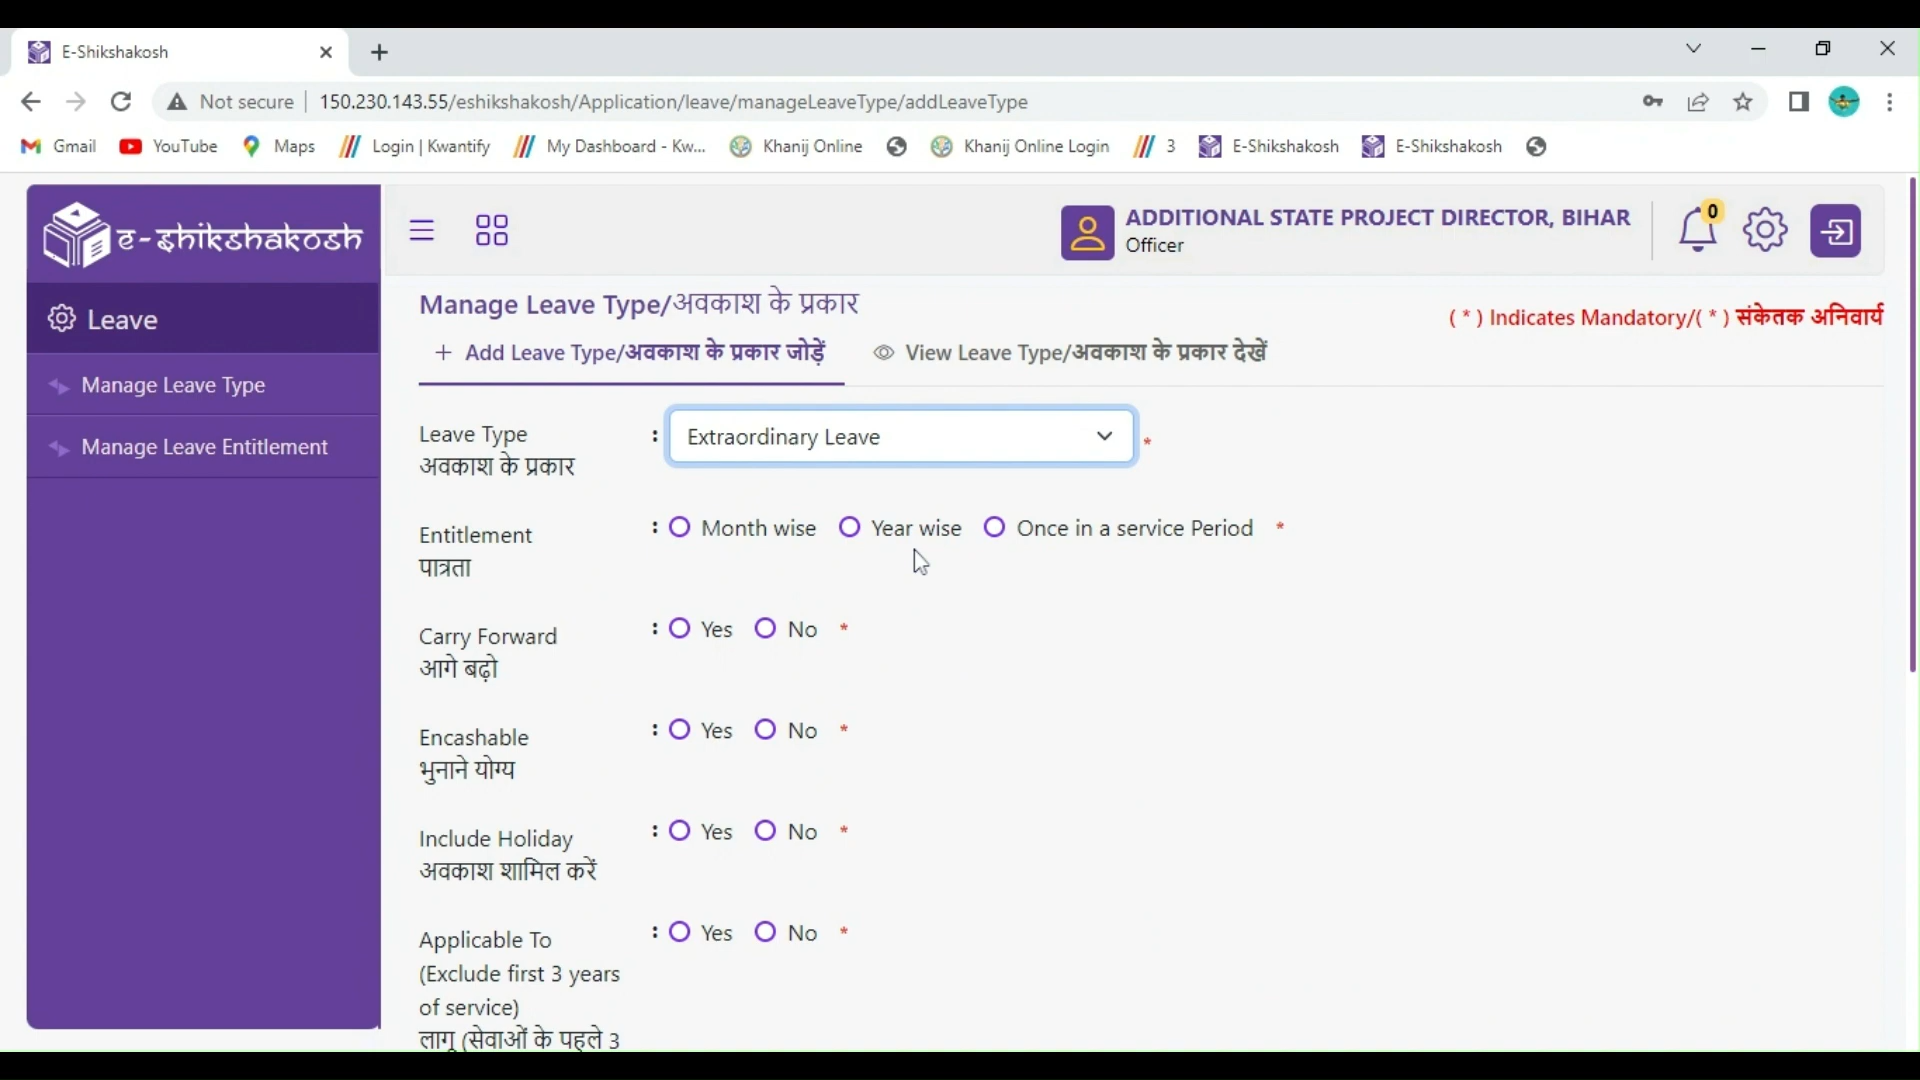 E-Shikshakosh
Not secure 150.230.143.55/eshikshakosh/Application/leave/manageLeaveType/addLeaveType
Gmail YouTube Maps Login | Kwantify My Dashboard - Kw... Khanij Online Khanij Online Login 3 E-Shikshakosh E-Shikshakosh
e-shikshakosh
ADDITIONAL STATE PROJECT DIRECTOR, BIHAR
Officer
0
Leave
Manage Leave Type
Manage Leave Entitlement
Manage Leave Type/अवकाश के प्रकार
( * ) Indicates Mandatory/( * ) संकेतक अनिवार्य
+ Add Leave Type/अवकाश के प्रकार जोड़ें View Leave Type/अवकाश के प्रकार देखें
Leave Type : Extraordinary Leave *
अवकाश के प्रकार
Entitlement : Month wise Year wise Once in a service Period *
पात्रता
Carry Forward : Yes No *
आगे बढ़ो
Encashable : Yes No *
भुनाने योग्य
Include Holiday : Yes No *
अवकाश शामिल करें
Applicable To : Yes No *
(Exclude first 3 years
of service)
लागू (सेवाओं के पहले 3